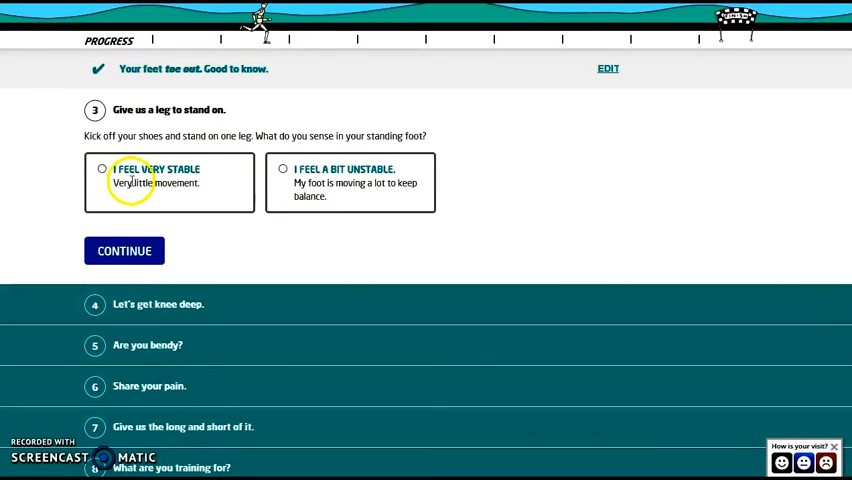 FINISH
PROGRESS
Your feet toe out. Good to know.
EDIT
3 Give us a leg to stand on.
Kick off your shoes and stand on one leg. What do you sense in your standing foot?
I FEEL VERY STABLE
Very little movement.
I FEEL A BIT UNSTABLE.
My foot is moving a lot to keep
balance.
CONTINUE
4 Let's get knee deep.
5 Are you bendy?
6 Share your pain.
7 Give us the long and short of it.
8 What are you training for?
RECORDED WITH
SCREENCAST MATIC
How is your visit?